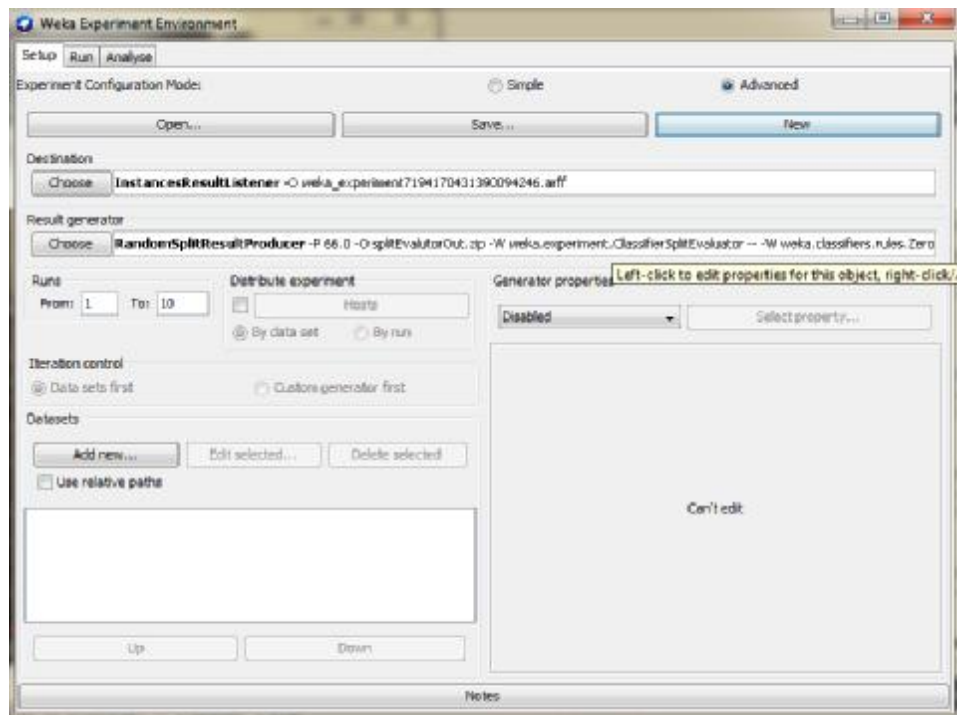 Weka Experiment Environment
Setup Run Analyse
Experiment Configuration Mode: Simple Advanced
Open... Save... New
Destination
Choose InstancesResultListener -O weka_experiment7194170431390094246.arff
Result generator
Choose RandomSplitResultProducer -P 66.0 -O splitEvalutorOut.zip -W weka.experiment.ClassifierSplitEvaluator -- -W weka.classifiers.rules.Zero
Left-click to edit properties for this object, right-click/
Runs Distribute experiment Generator properties
From: 1 To: 10 Hosts
Disabled Select property...
By data set By run
Iteration control
Data sets first Custom generator first
Datasets
Add new... Edit selected... Delete selected
Use relative paths
Can't edit
Up Down
Notes